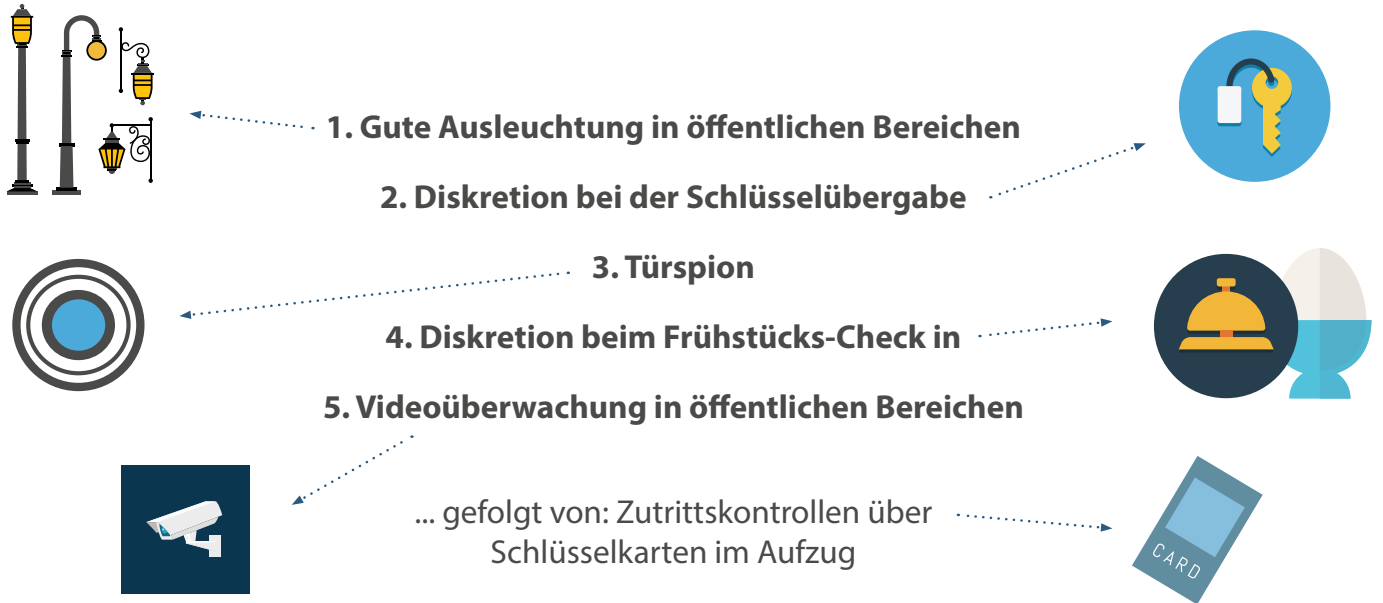 1. Gute Ausleuchtung in öffentlichen Bereichen
2. Diskretion bei der Schlüsselübergabe
3. Türspion
4. Diskretion beim Frühstücks-Check in
5. Videoüberwachung in öffentlichen Bereichen
... gefolgt von: Zutrittskontrollen über
Schlüsselkarten im Aufzug
CARD